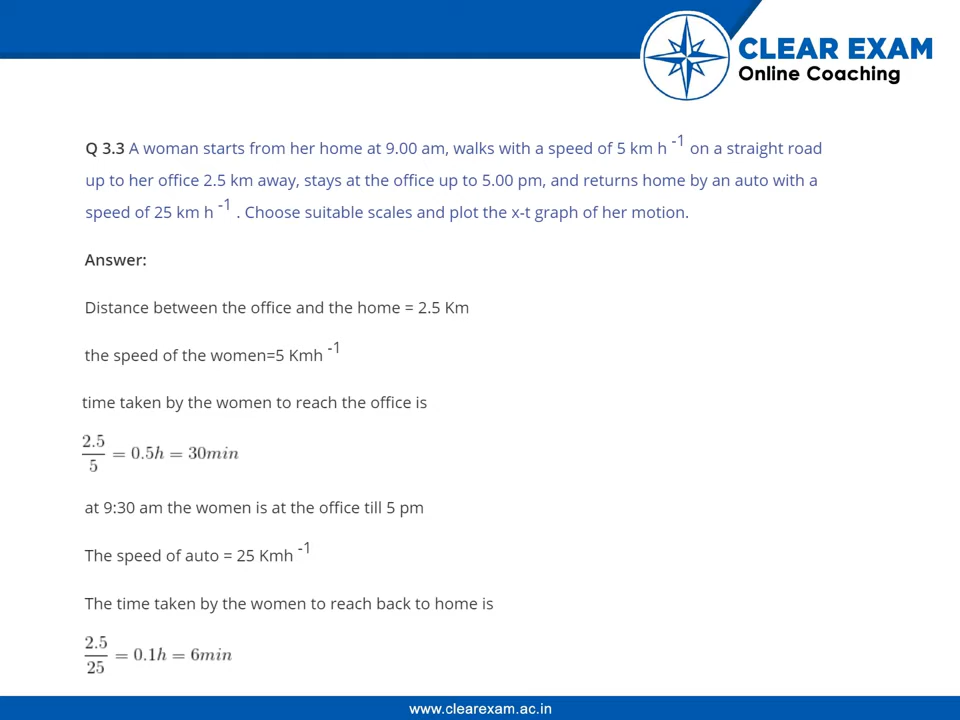 CLEAR EXAM
Online Coaching
Q 3.3 A woman starts from her home at 9.00 am, walks with a speed of 5 km h ⁻¹ on a straight road
up to her office 2.5 km away, stays at the office up to 5.00 pm, and returns home by an auto with a
speed of 25 km h ⁻¹ . Choose suitable scales and plot the x-t graph of her motion.
Answer:
Distance between the office and the home = 2.5 Km
the speed of the women=5 Kmh ⁻¹
time taken by the women to reach the office is
2.5/5 = 0.5h = 30min
at 9:30 am the women is at the office till 5 pm
The speed of auto = 25 Kmh ⁻¹
The time taken by the women to reach back to home is
2.5/25 = 0.1h = 6min
www.clearexam.ac.in